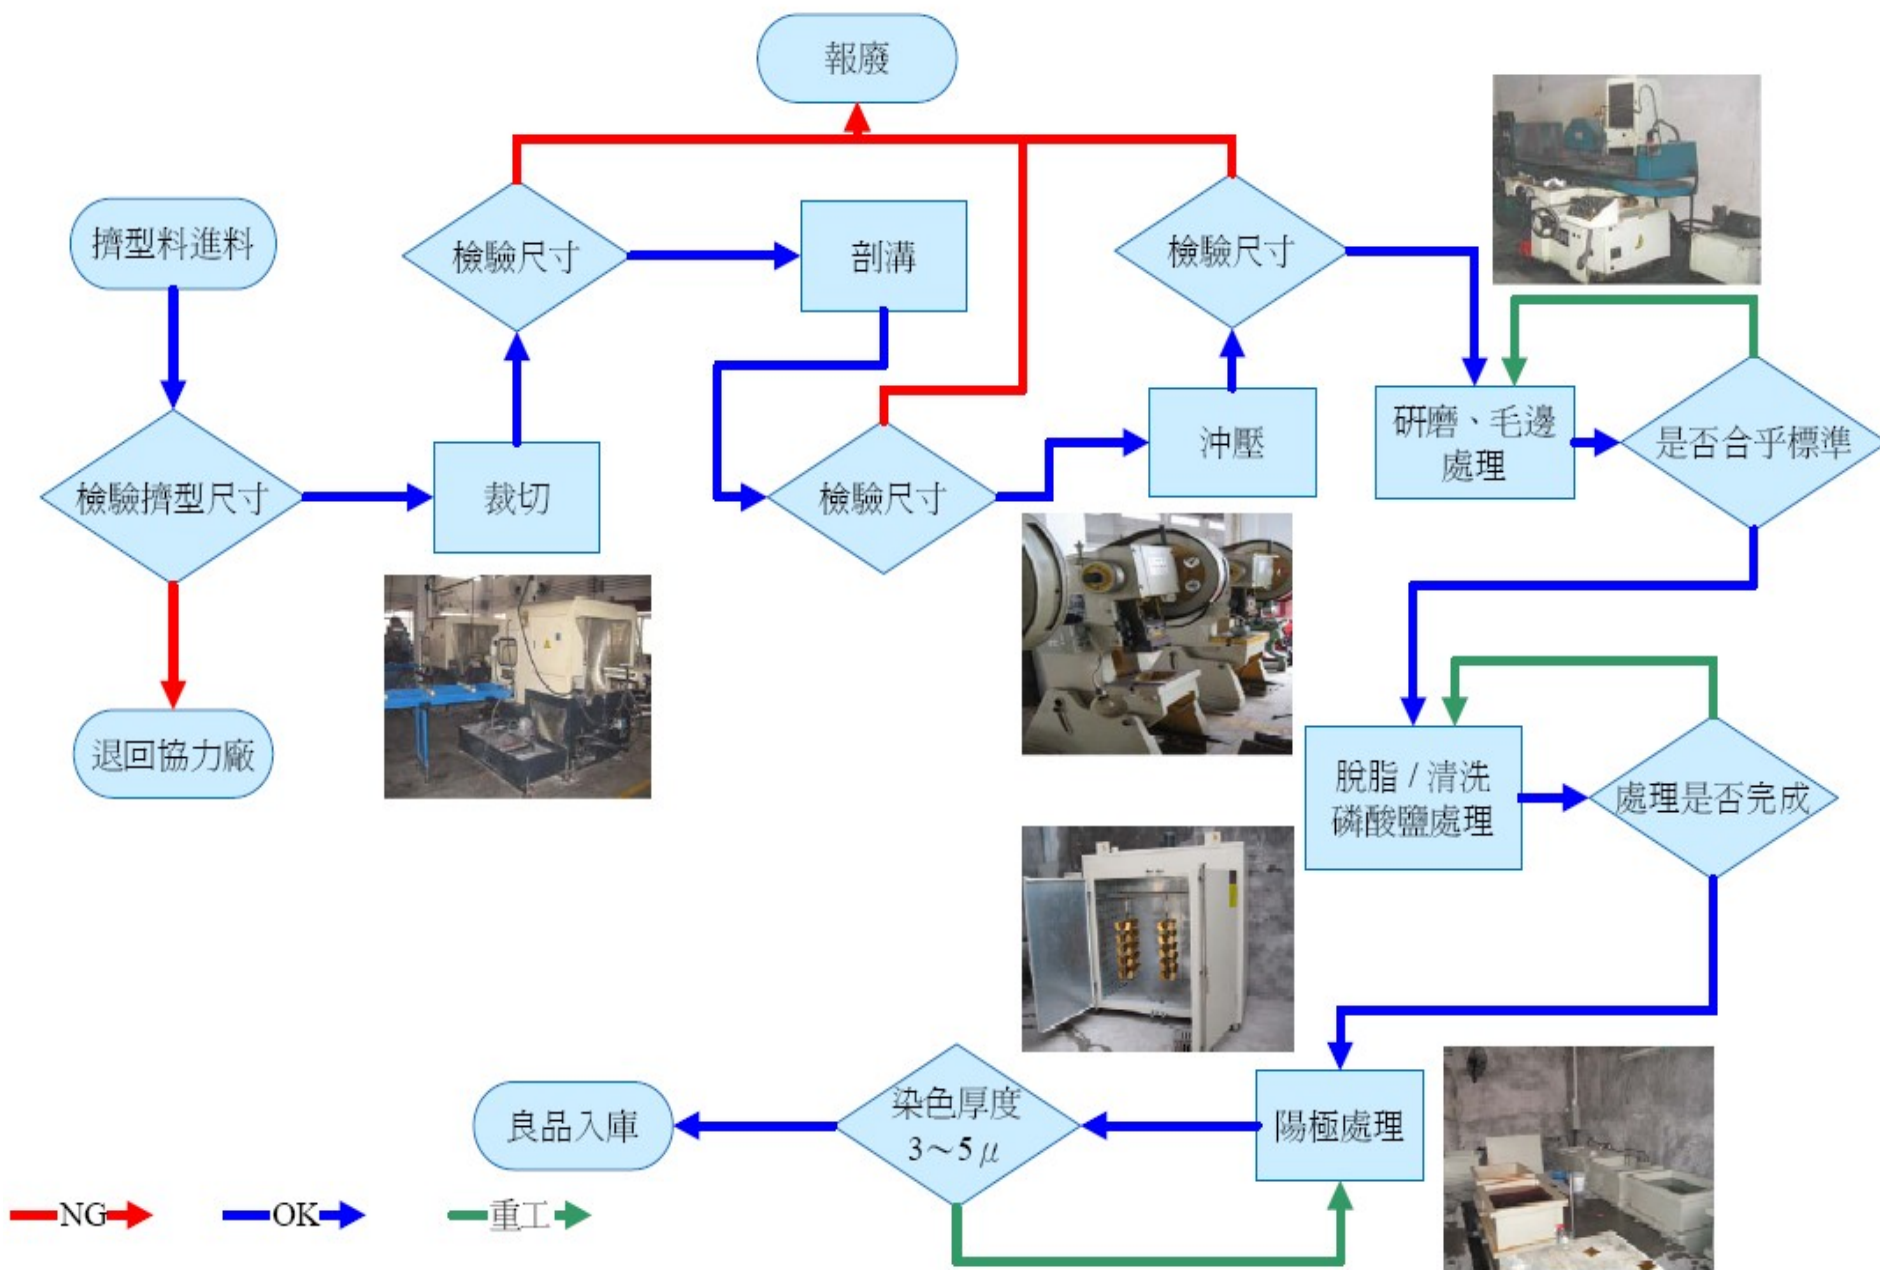 報廢
擠型料進料
檢驗尺寸
剖溝
檢驗尺寸
研磨、毛邊
處理
是否合乎標準
沖壓
檢驗擠型尺寸
裁切
檢驗尺寸
退回協力廠
脫脂 / 清洗
磷酸鹽處理
處理是否完成
良品入庫
染色厚度
3～5 μ
陽極處理
NG
OK
重工